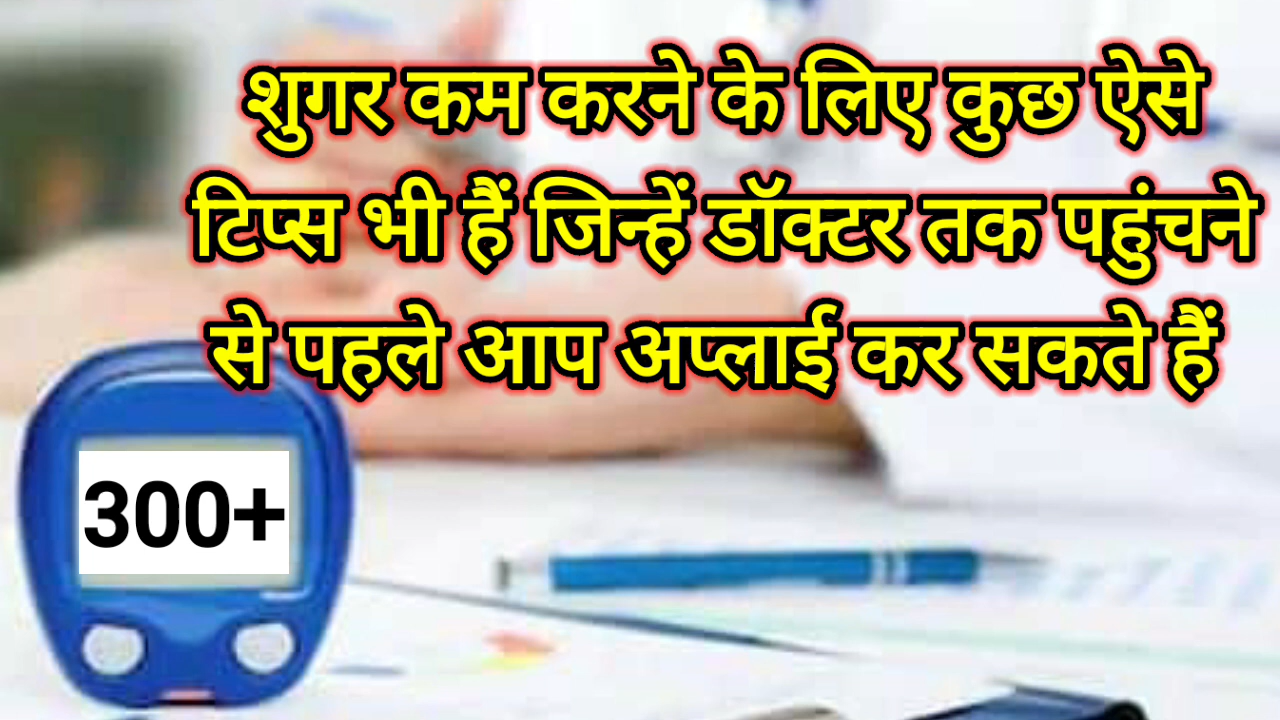 शुगर कम करने के लिए कुछ ऐसे
टिप्स भी हैं जिन्हें डॉक्टर तक पहुंचने
से पहले आप अप्लाई कर सकते हैं
300+